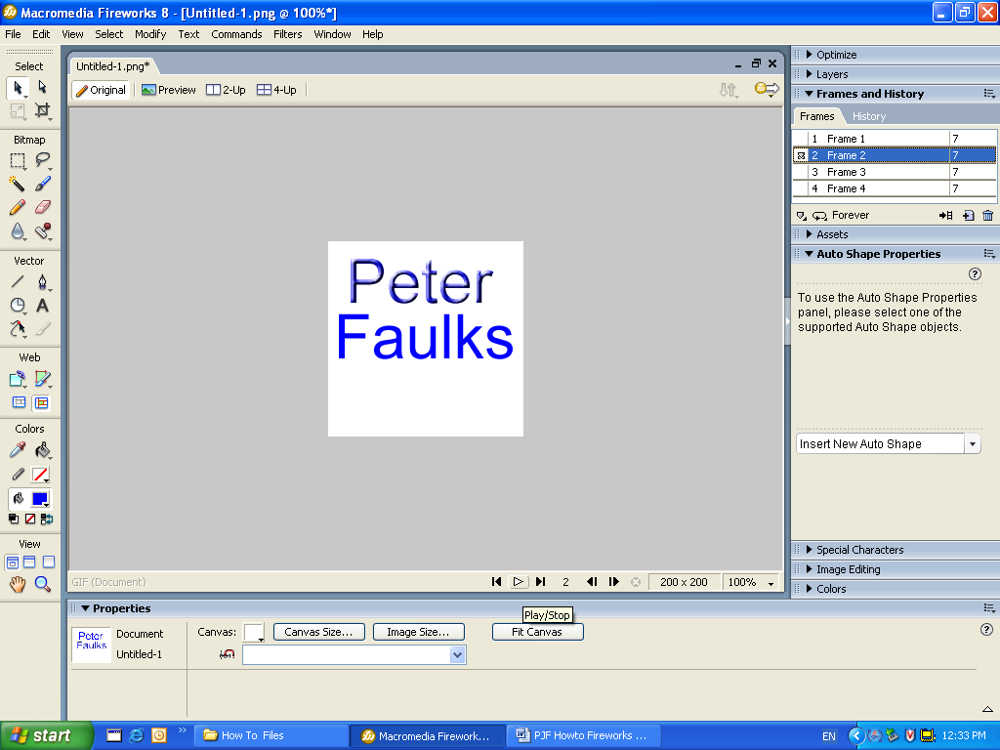 Macromedia Fireworks 8 - [Untitled-1.png @ 100%*]
File Edit View Select Modify Text Commands Filters Window Help
Select
Bitmap
Vector
A
Web
Colors
View
Untitled-1.png*
Original Preview 2-Up 4-Up
Peter
Faulks
GIF (Document)
2
200 x 200
100%
Play/Stop
Optimize
Layers
Frames and History
Frames History
1 Frame 1 7
2 Frame 2 7
3 Frame 3 7
4 Frame 4 7
Forever
Assets
Auto Shape Properties
?
To use the Auto Shape Properties
panel, please select one of the
supported Auto Shape objects.
Insert New Auto Shape
Special Characters
Image Editing
Colors
Properties
Peter
Faulks
Document
Untitled-1
Canvas:
Canvas Size...
Image Size...
Fit Canvas
?
start
How To Files
Macromedia Firework...
PJF Howto Fireworks ...
EN
12:33 PM